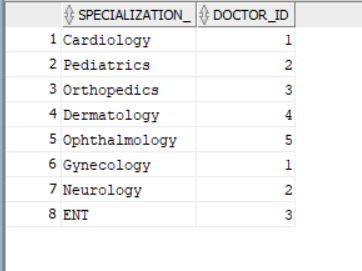 SPECIALIZATION_ DOCTOR_ID
1 Cardiology 1
2 Pediatrics 2
3 Orthopedics 3
4 Dermatology 4
5 Ophthalmology 5
6 Gynecology 1
7 Neurology 2
8 ENT 3